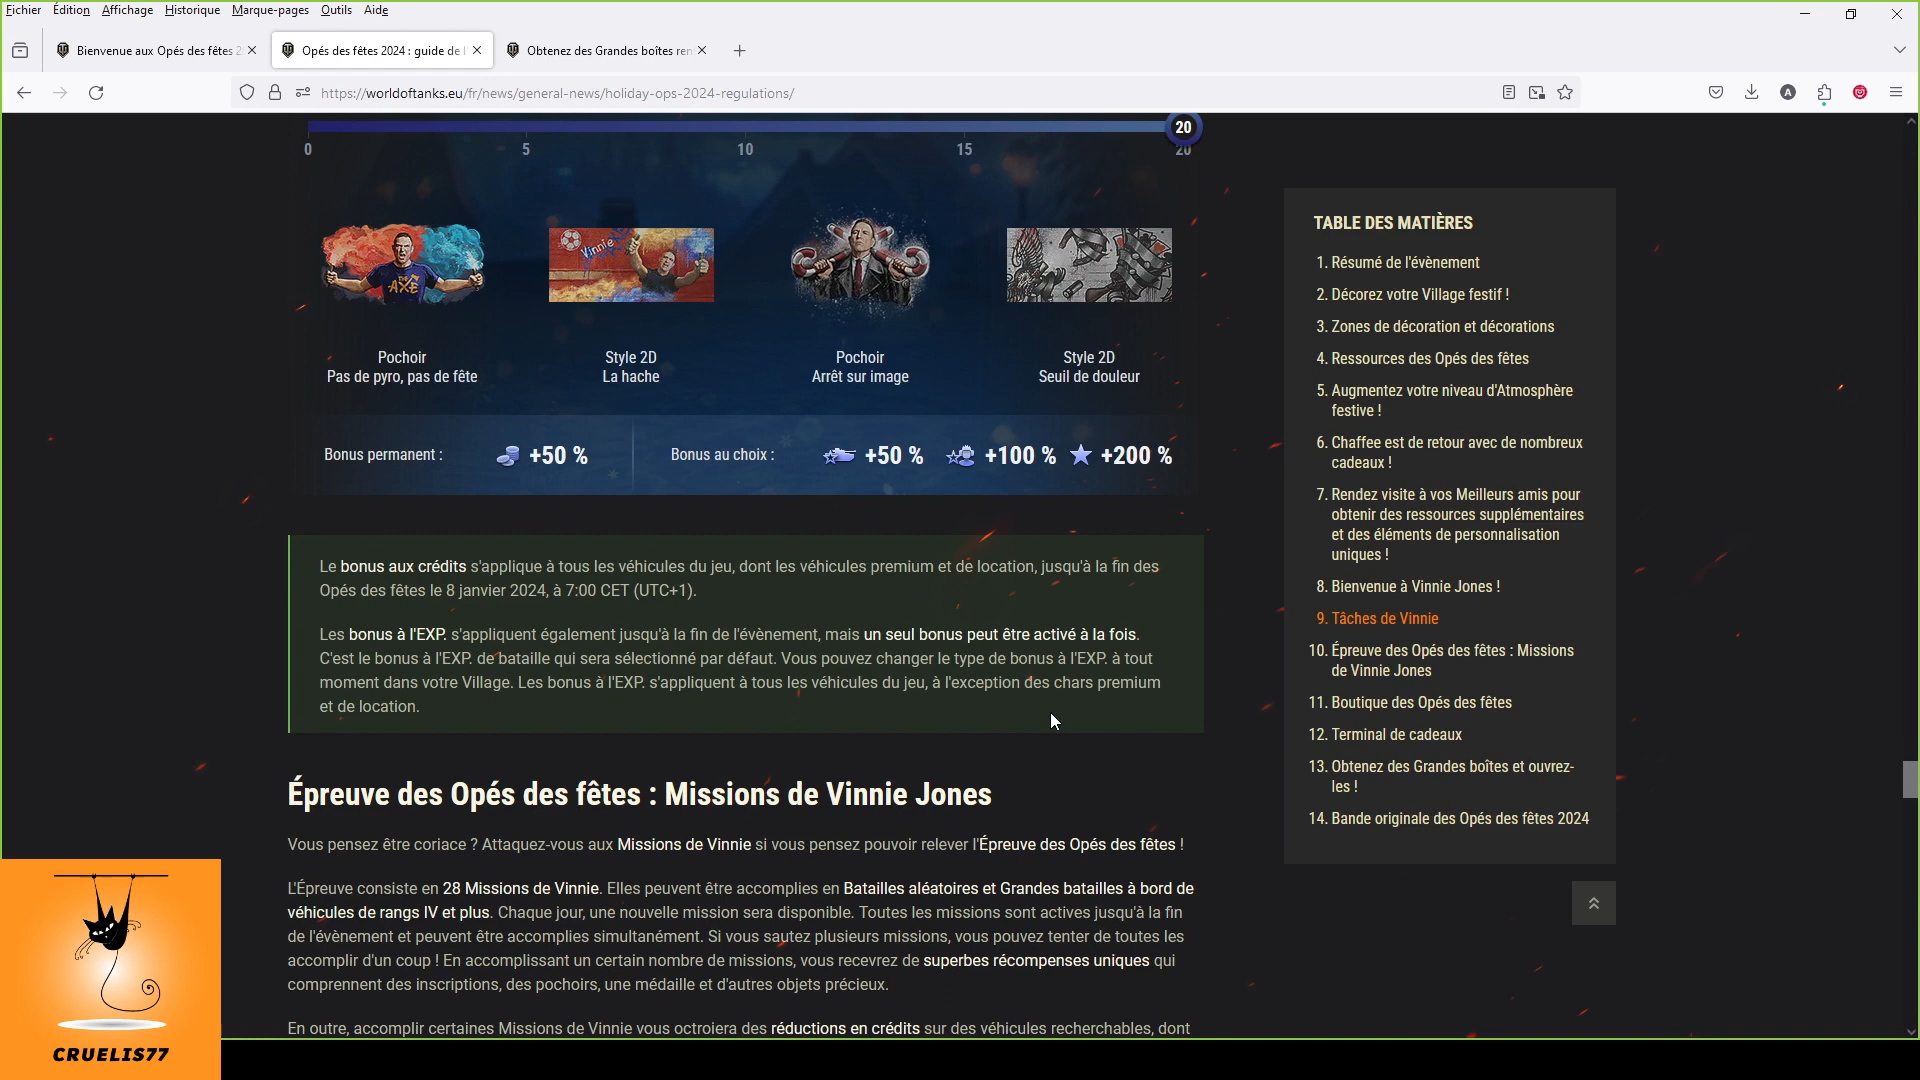 Fichier Édition Affichage Historique Marque-pages Outils Aide
Bienvenue aux Opés des fêtes 2
Opés des fêtes 2024 : guide de l
Obtenez des Grandes boîtes ren
https://worldoftanks.eu/fr/news/general-news/holiday-ops-2024-regulations/
20
0 5 10 15 20
Vinnie
DE AXE
Pochoir
Pas de pyro, pas de fête
Style 2D
La hache
Pochoir
Arrêt sur image
Style 2D
Seuil de douleur
Bonus permanent : +50 % Bonus au choix : +50 % +100 % +200 %
Le bonus aux crédits s'applique à tous les véhicules du jeu, dont les véhicules premium et de location, jusqu'à la fin des
Opés des fêtes le 8 janvier 2024, à 7:00 CET (UTC+1).
Les bonus à l'EXP. s'appliquent également jusqu'à la fin de l'évènement, mais un seul bonus peut être activé à la fois.
C'est le bonus à l'EXP. de bataille qui sera sélectionné par défaut. Vous pouvez changer le type de bonus à l'EXP. à tout
moment dans votre Village. Les bonus à l'EXP. s'appliquent à tous les véhicules du jeu, à l'exception des chars premium
et de location.
Épreuve des Opés des fêtes : Missions de Vinnie Jones
Vous pensez être coriace ? Attaquez-vous aux Missions de Vinnie si vous pensez pouvoir relever l'Épreuve des Opés des fêtes !
L'Épreuve consiste en 28 Missions de Vinnie. Elles peuvent être accomplies en Batailles aléatoires et Grandes batailles à bord de
véhicules de rangs IV et plus. Chaque jour, une nouvelle mission sera disponible. Toutes les missions sont actives jusqu'à la fin
de l'évènement et peuvent être accomplies simultanément. Si vous sautez plusieurs missions, vous pouvez tenter de toutes les
accomplir d'un coup ! En accomplissant un certain nombre de missions, vous recevrez de superbes récompenses uniques qui
comprennent des inscriptions, des pochoirs, une médaille et d'autres objets précieux.
En outre, accomplir certaines Missions de Vinnie vous octroiera des réductions en crédits sur des véhicules recherchables, dont
TABLE DES MATIÈRES
1. Résumé de l'évènement
2. Décorez votre Village festif !
3. Zones de décoration et décorations
4. Ressources des Opés des fêtes
5. Augmentez votre niveau d'Atmosphère
festive !
6. Chaffee est de retour avec de nombreux
cadeaux !
7. Rendez visite à vos Meilleurs amis pour
obtenir des ressources supplémentaires
et des éléments de personnalisation
uniques !
8. Bienvenue à Vinnie Jones !
9. Tâches de Vinnie
10. Épreuve des Opés des fêtes : Missions
de Vinnie Jones
11. Boutique des Opés des fêtes
12. Terminal de cadeaux
13. Obtenez des Grandes boîtes et ouvrez-
les !
14. Bande originale des Opés des fêtes 2024
CRUELIS77